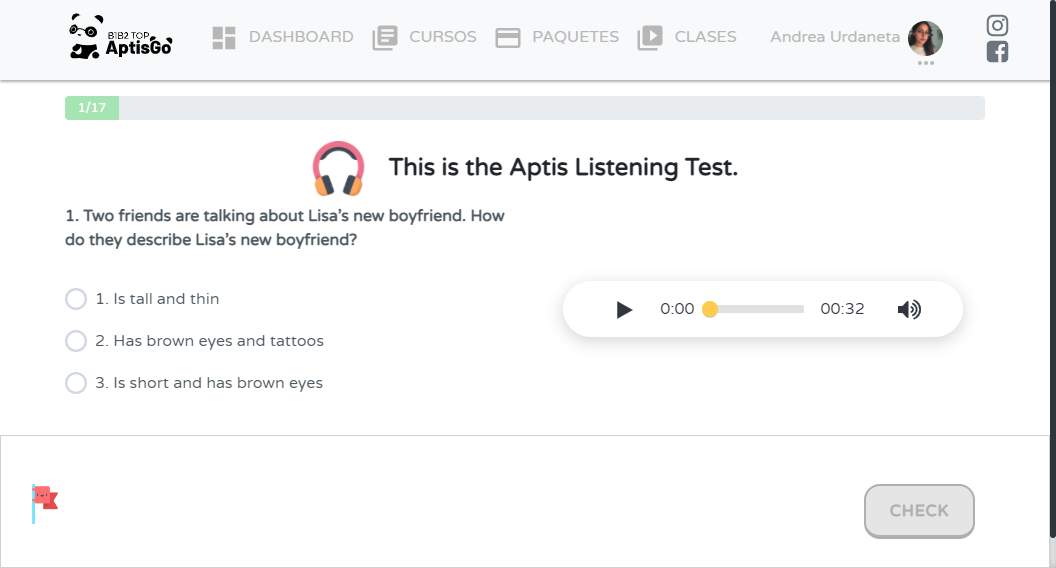 B1B2 TOP
AptisGo
DASHBOARD
CURSOS
PAQUETES
CLASES
Andrea Urdaneta
1/17
This is the Aptis Listening Test.
1. Two friends are talking about Lisa’s new boyfriend. How
do they describe Lisa’s new boyfriend?
1. Is tall and thin
2. Has brown eyes and tattoos
3. Is short and has brown eyes
0:00
00:32
CHECK